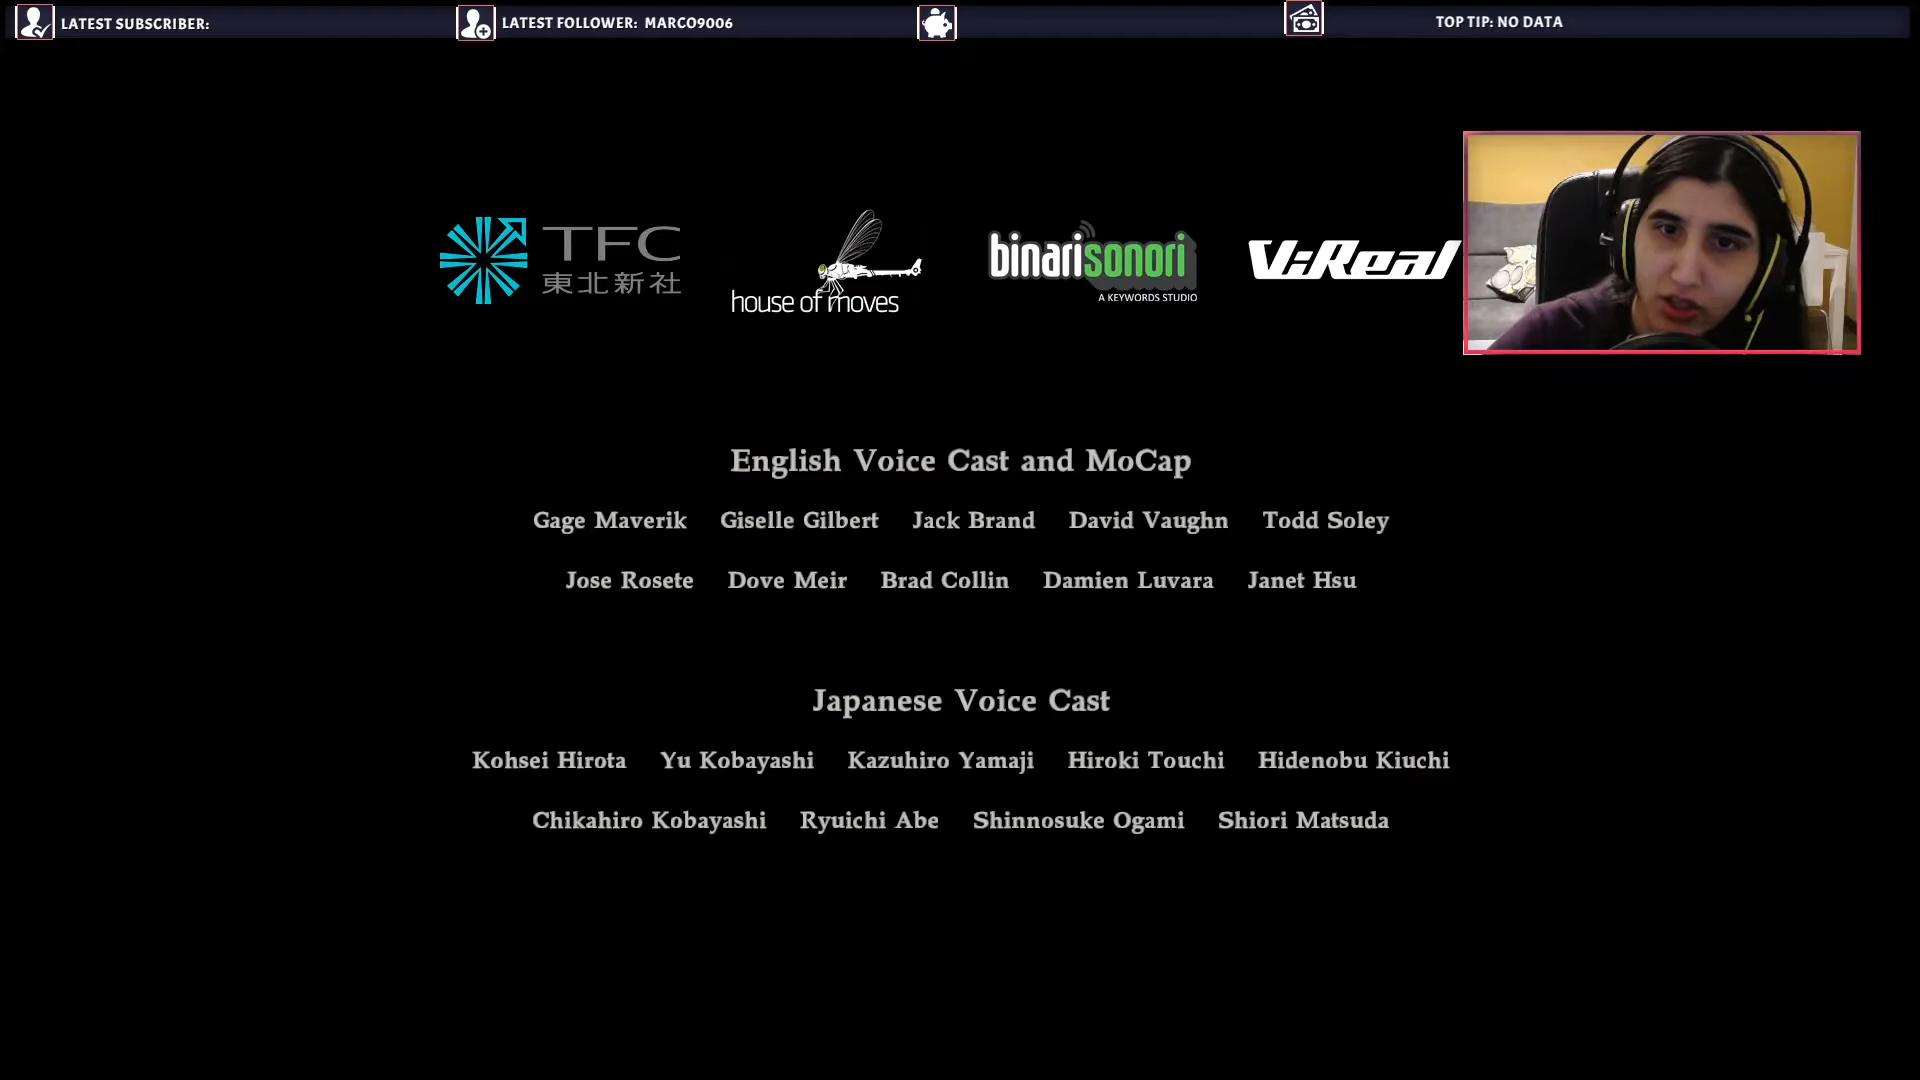 LATEST SUBSCRIBER:
LATEST FOLLOWER: MARCO9006
TOP TIP: NO DATA
TFC
東北新社
house of moves
binarisonori
A KEYWORDS STUDIO
ViReal
English Voice Cast and MoCap
Gage Maverik Giselle Gilbert Jack Brand David Vaughn Todd Soley
Jose Rosete Dove Meir Brad Collin Damien Luvara Janet Hsu
Japanese Voice Cast
Kohsei Hirota Yu Kobayashi Kazuhiro Yamaji Hiroki Touchi Hidenobu Kiuchi
Chikahiro Kobayashi Ryuichi Abe Shinnosuke Ogami Shiori Matsuda